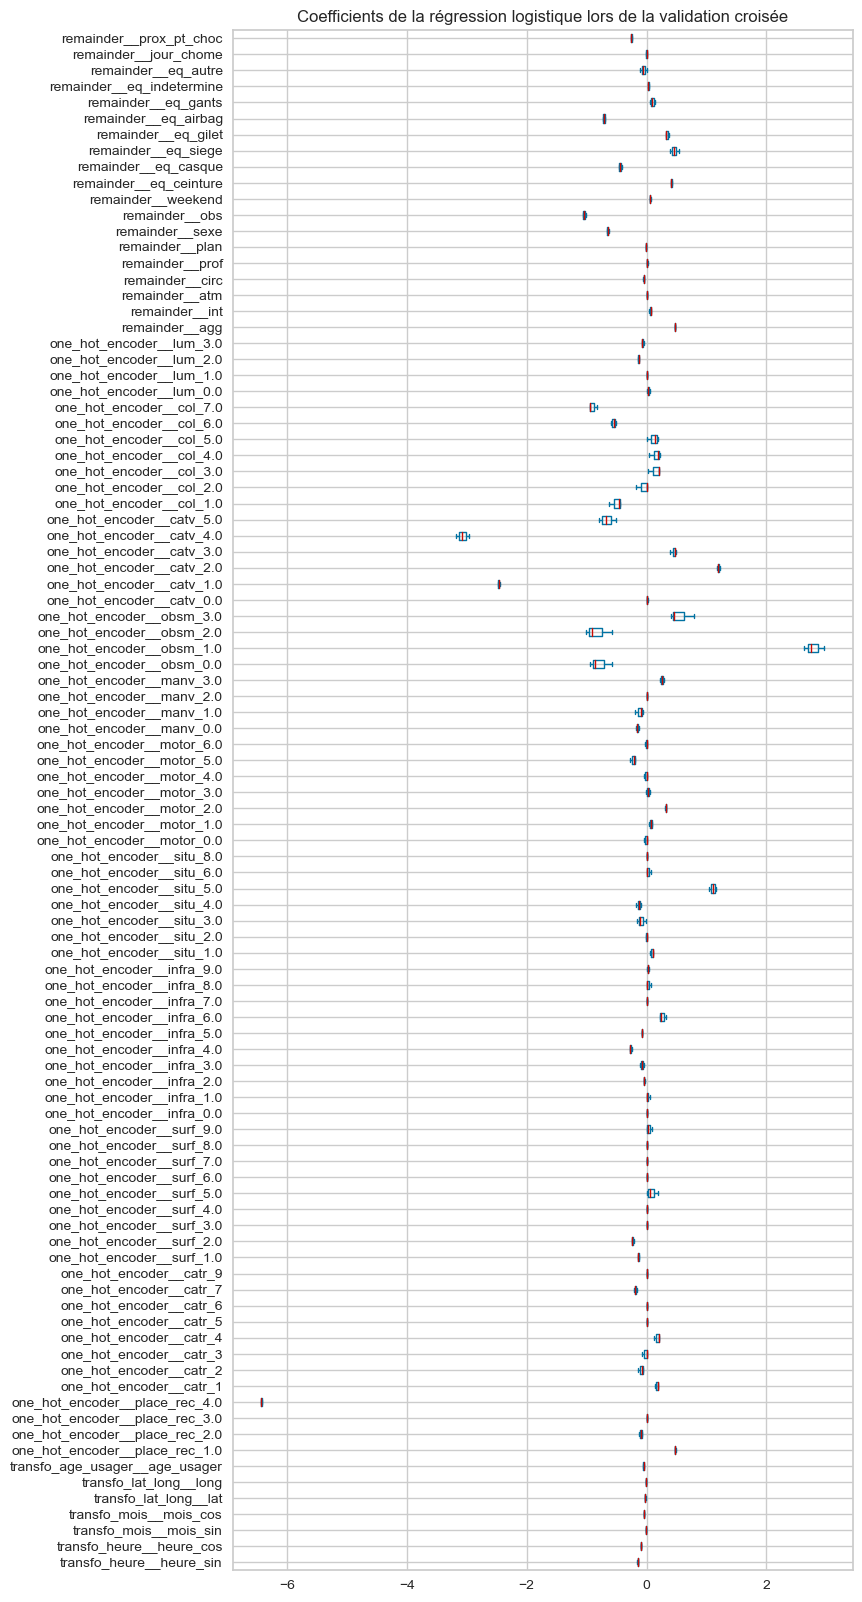 Coefficients de la régression logistique lors de la validation croisée
remainder__prox_pt_choc
remainder__jour_chome
remainder__eq_autre
remainder__eq_indetermine
remainder__eq_gants
remainder__eq_airbag
remainder__eq_gilet
remainder__eq_siege
remainder__eq_casque
remainder__eq_ceinture
remainder__weekend
remainder__obs
remainder__sexe
remainder__plan
remainder__prof
remainder__circ
remainder__atm
remainder__int
remainder__agg
one_hot_encoder__lum_3.0
one_hot_encoder__lum_2.0
one_hot_encoder__lum_1.0
one_hot_encoder__lum_0.0
one_hot_encoder__col_7.0
one_hot_encoder__col_6.0
one_hot_encoder__col_5.0
one_hot_encoder__col_4.0
one_hot_encoder__col_3.0
one_hot_encoder__col_2.0
one_hot_encoder__col_1.0
one_hot_encoder__catv_5.0
one_hot_encoder__catv_4.0
one_hot_encoder__catv_3.0
one_hot_encoder__catv_2.0
one_hot_encoder__catv_1.0
one_hot_encoder__catv_0.0
one_hot_encoder__obsm_3.0
one_hot_encoder__obsm_2.0
one_hot_encoder__obsm_1.0
one_hot_encoder__obsm_0.0
one_hot_encoder__manv_3.0
one_hot_encoder__manv_2.0
one_hot_encoder__manv_1.0
one_hot_encoder__manv_0.0
one_hot_encoder__motor_6.0
one_hot_encoder__motor_5.0
one_hot_encoder__motor_4.0
one_hot_encoder__motor_3.0
one_hot_encoder__motor_2.0
one_hot_encoder__motor_1.0
one_hot_encoder__motor_0.0
one_hot_encoder__situ_8.0
one_hot_encoder__situ_6.0
one_hot_encoder__situ_5.0
one_hot_encoder__situ_4.0
one_hot_encoder__situ_3.0
one_hot_encoder__situ_2.0
one_hot_encoder__situ_1.0
one_hot_encoder__infra_9.0
one_hot_encoder__infra_8.0
one_hot_encoder__infra_7.0
one_hot_encoder__infra_6.0
one_hot_encoder__infra_5.0
one_hot_encoder__infra_4.0
one_hot_encoder__infra_3.0
one_hot_encoder__infra_2.0
one_hot_encoder__infra_1.0
one_hot_encoder__infra_0.0
one_hot_encoder__surf_9.0
one_hot_encoder__surf_8.0
one_hot_encoder__surf_7.0
one_hot_encoder__surf_6.0
one_hot_encoder__surf_5.0
one_hot_encoder__surf_4.0
one_hot_encoder__surf_3.0
one_hot_encoder__surf_2.0
one_hot_encoder__surf_1.0
one_hot_encoder__catr_9
one_hot_encoder__catr_7
one_hot_encoder__catr_6
one_hot_encoder__catr_5
one_hot_encoder__catr_4
one_hot_encoder__catr_3
one_hot_encoder__catr_2
one_hot_encoder__catr_1
one_hot_encoder__place_rec_4.0
one_hot_encoder__place_rec_3.0
one_hot_encoder__place_rec_2.0
one_hot_encoder__place_rec_1.0
transfo_age_usager__age_usager
transfo_lat_long__long
transfo_lat_long__lat
transfo_mois__mois_cos
transfo_mois__mois_sin
transfo_heure__heure_cos
transfo_heure__heure_sin
−6 −4 −2 0 2